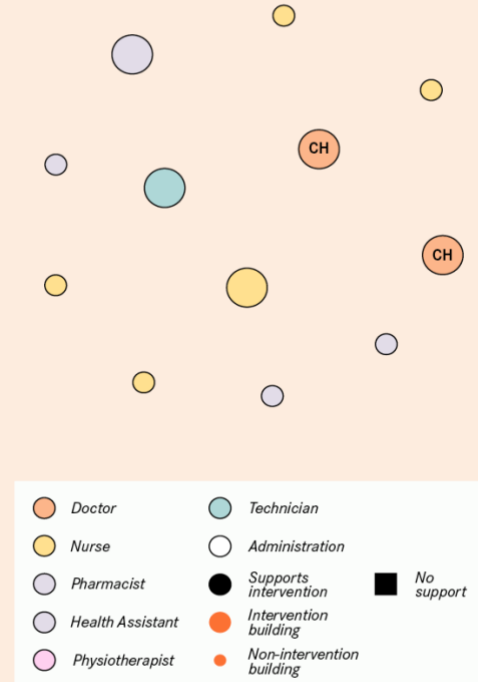 CH
CH
Doctor
Nurse
Pharmacist
Health Assistant
Physiotherapist
Technician
Administration
Supports
intervention
Intervention
building
Non-intervention
building
No
support